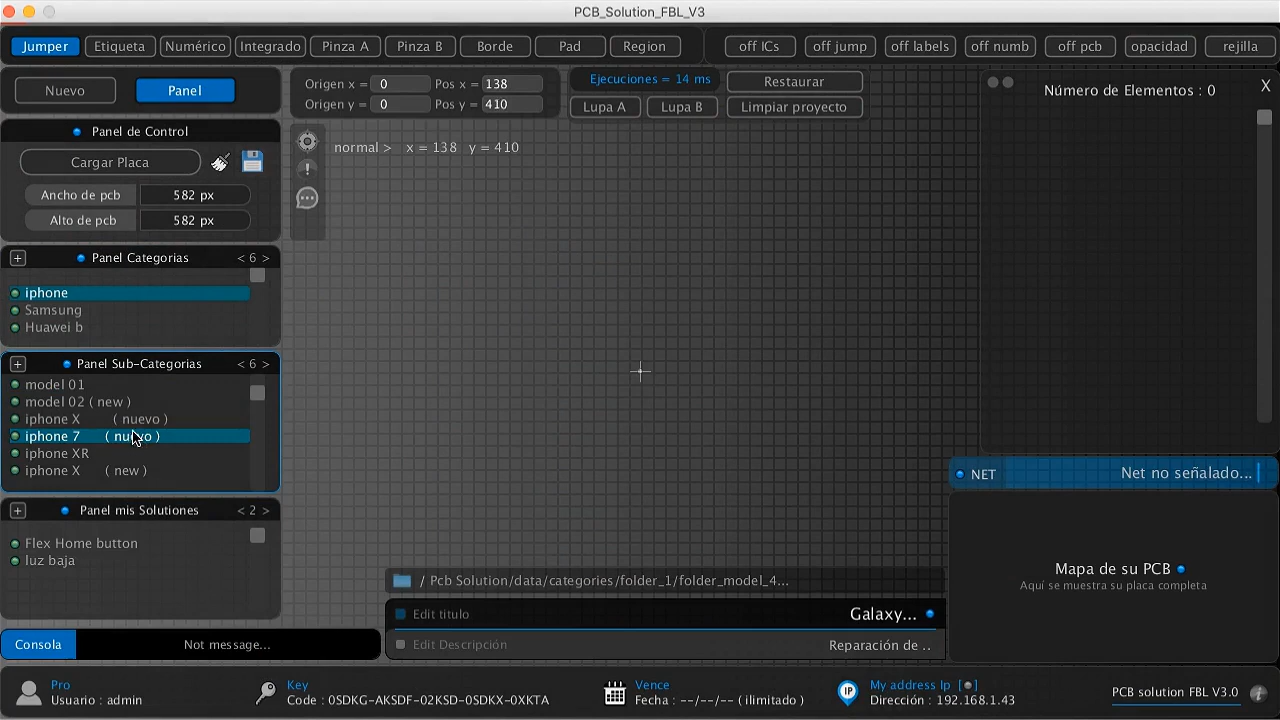 PCB_Solution_FBL_V3
Jumper Etiqueta Numérico Integrado Pinza A Pinza B Borde Pad Region off ICs off jump off labels off numb off pcb opacidad rejilla
Nuevo Panel
Origen x = 0 Pos x = 138
Origen y = 0 Pos y = 410
Ejecuciones = 14 ms Restaurar
Lupa A Lupa B Limpiar proyecto
Número de Elementos : 0 X
Panel de Control
Cargar Placa
Ancho de pcb 582 px
Alto de pcb 582 px
normal > x = 138 y = 410
+ Panel Categorias < 6 >
iphone
Samsung
Huawei b
+ Panel Sub-Categorias < 6 >
model 01
model 02 ( new )
iphone X ( nuevo )
iphone 7 ( nuevo )
iphone XR
iphone X ( new )
+ Panel mis Solutiones < 2 >
Flex Home button
luz baja
NET Net no señalado...
Mapa de su PCB
Aquí se muestra su placa completa
/ Pcb Solution/data/categories/folder_1/folder_model_4...
Edit titulo Galaxy...
Edit Descripción Reparación de ..
Consola Not message...
Pro
Usuario : admin
Key
Code : 0SDKG-AKSDF-02KSD-0SDKX-0XKTA
Vence
Fecha : --/--/-- ( ilimitado )
IP
My address Ip [ ]
Dirección : 192.168.1.43
PCB solution FBL V3.0